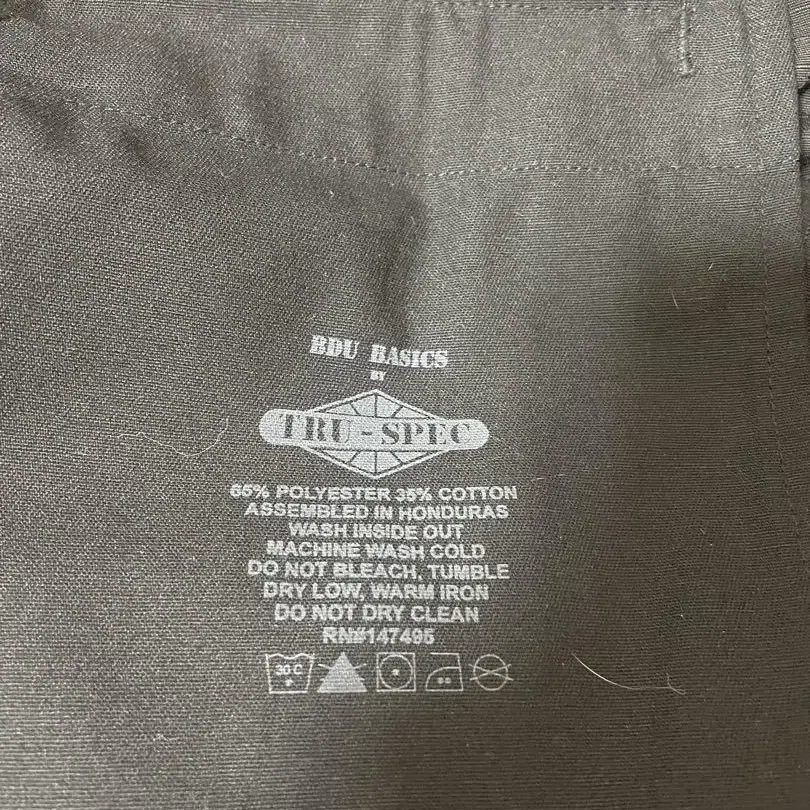 BDU BASICS
BY
TRU-SPEC
65% POLYESTER 35% COTTON
ASSEMBLED IN HONDURAS
WASH INSIDE OUT
MACHINE WASH COLD
DO NOT BLEACH, TUMBLE
DRY LOW, WARM IRON
DO NOT DRY CLEAN
RN#147495
30 C